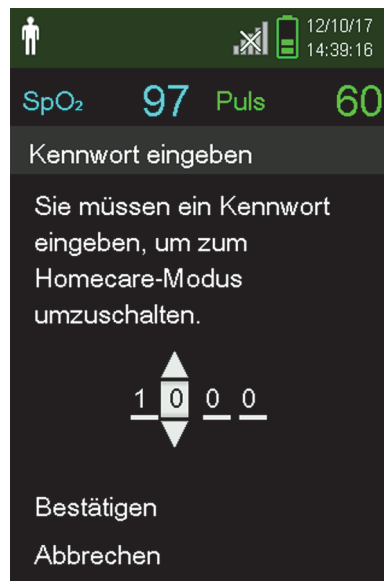 12/10/17
14:39:16
SpO₂ 97 Puls 60
Kennwort eingeben
Sie müssen ein Kennwort
eingeben, um zum
Homecare-Modus
umzuschalten.
1 0 0 0
Bestätigen
Abbrechen